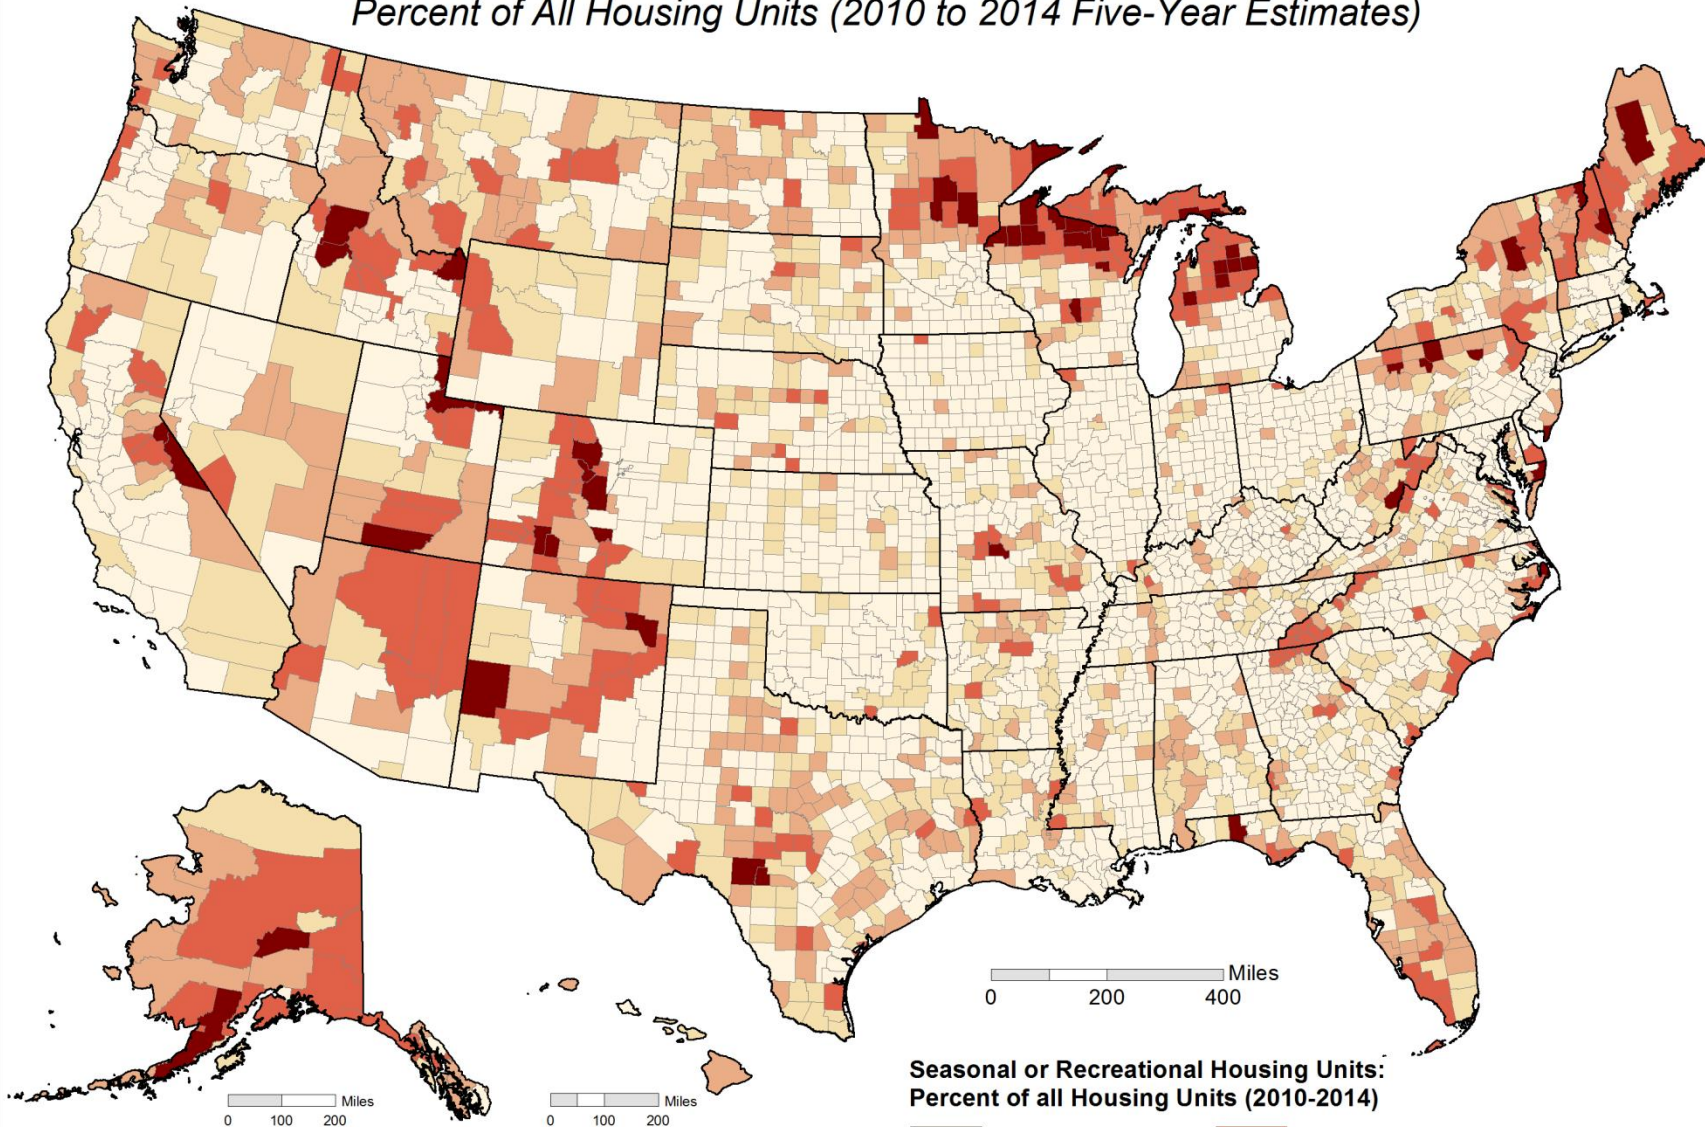 Percent of All Housing Units (2010 to 2014 Five-Year Estimates)
Miles
0 200 400
Seasonal or Recreational Housing Units:
Percent of all Housing Units (2010-2014)
Miles
0 100 200
Miles
0 100 200